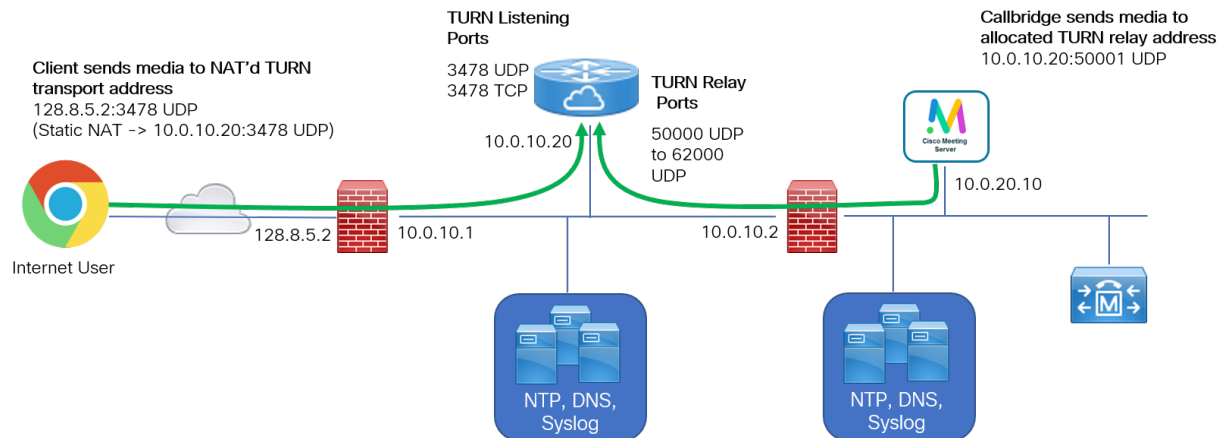 Client sends media to NAT'd TURN
transport address
128.8.5.2:3478 UDP
(Static NAT -> 10.0.10.20:3478 UDP)
Internet User
128.8.5.2
10.0.10.1
TURN Listening
Ports
3478 UDP
3478 TCP
10.0.10.20
TURN Relay
Ports
50000 UDP
to 62000
UDP
10.0.10.2
Callbridge sends media to
allocated TURN relay address
10.0.10.20:50001 UDP
Cisco Meeting
Server
10.0.20.10
M
NTP, DNS,
Syslog
NTP, DNS,
Syslog